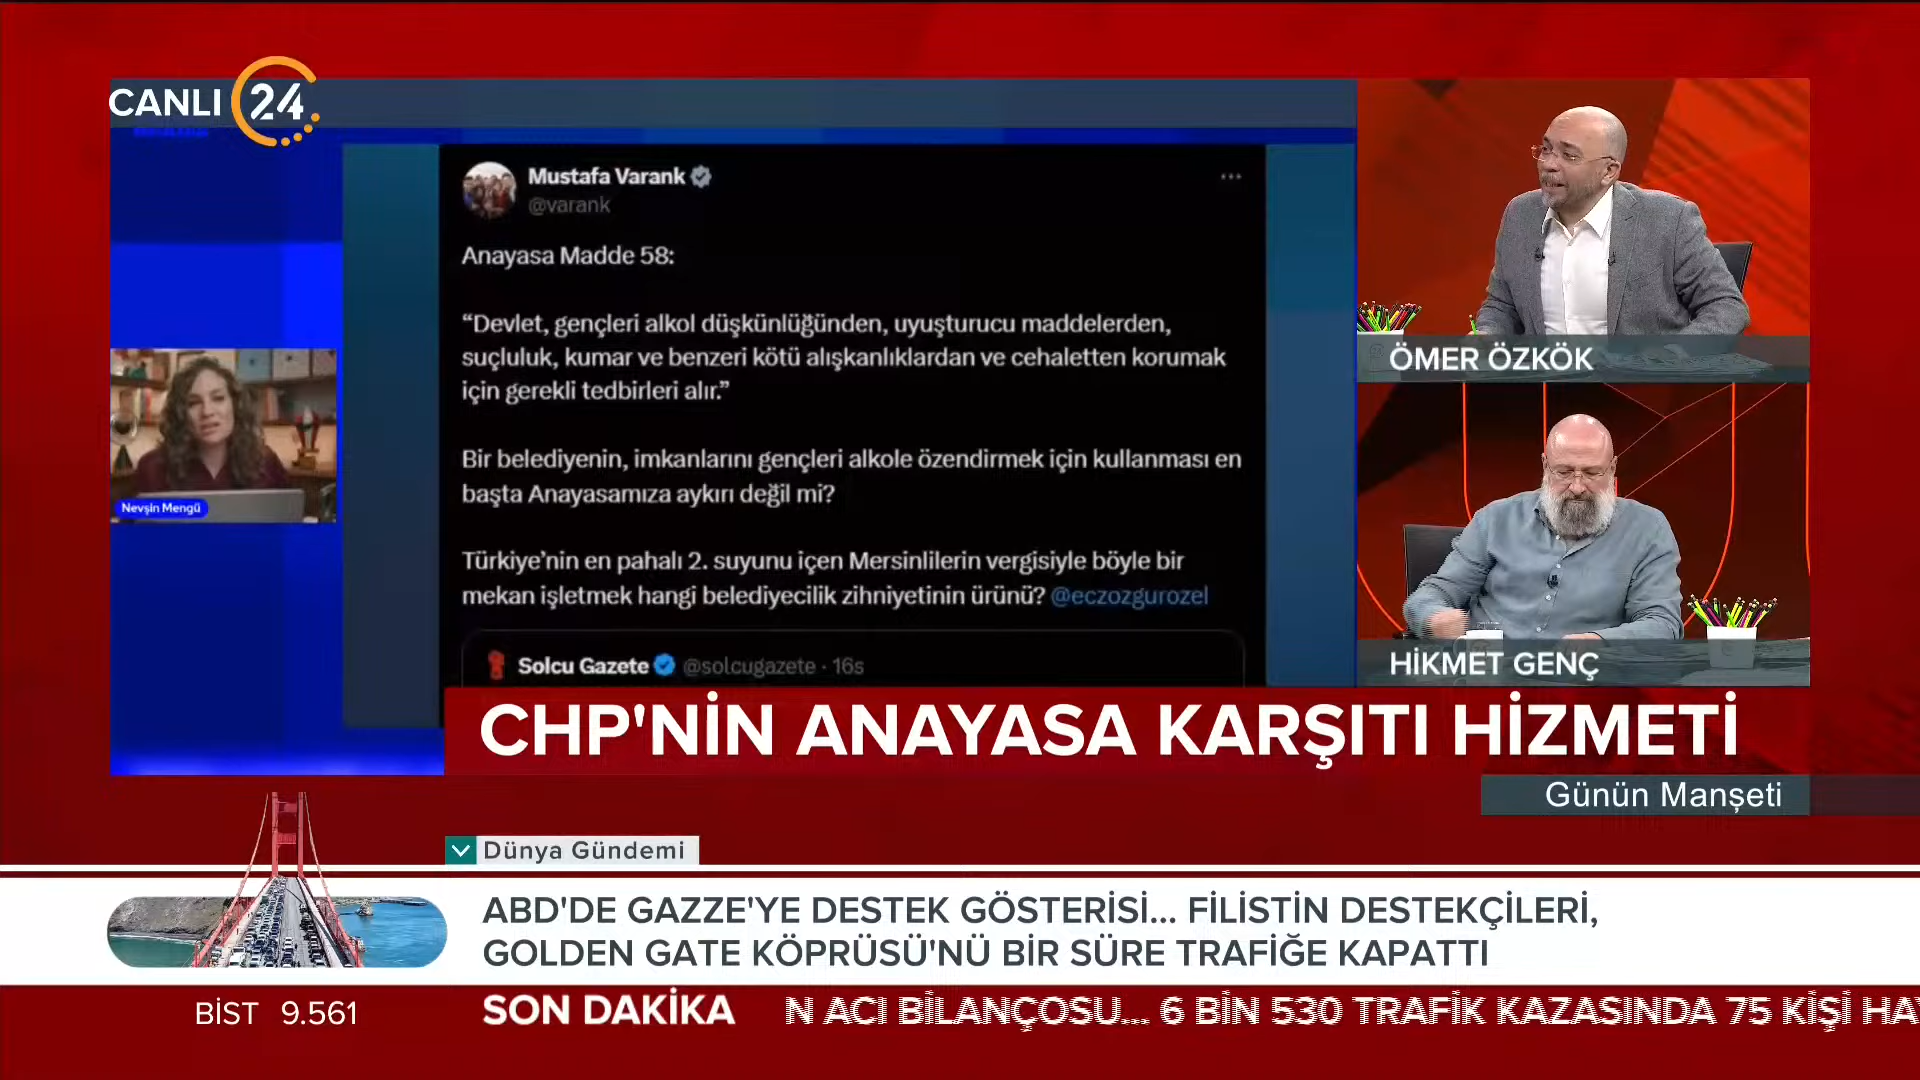 CANLI 24
Mustafa Varank
@varank
Anayasa Madde 58:
“Devlet, gençleri alkol düşkünlüğünden, uyuşturucu maddelerden,
suçluluk, kumar ve benzeri kötü alışkanlıklardan ve cehaletten korumak
için gerekli tedbirleri alır.”
Bir belediyenin, imkanlarını gençleri alkole özendirmek için kullanması en
başta Anayasamıza aykırı değil mi?
Türkiye’nin en pahalı 2. suyunu içen Mersinlilerin vergisiyle böyle bir
mekan işletmek hangi belediyecilik zihniyetinin ürünü? @eczozgurozel
Solcu Gazete @solcugazete · 16s
Nevşin Mengü
ÖMER ÖZKÖK
HİKMET GENÇ
CHP'NİN ANAYASA KARŞITI HİZMETİ
Günün Manşeti
Dünya Gündemi
ABD'DE GAZZE'YE DESTEK GÖSTERİSİ... FİLİSTİN DESTEKÇİLERİ,
GOLDEN GATE KÖPRÜSÜ'NÜ BİR SÜRE TRAFİĞE KAPATTI
BİST 9.561
SON DAKİKA
N ACI BİLANÇOSU... 6 BİN 530 TRAFİK KAZASINDA 75 KİŞİ HAY